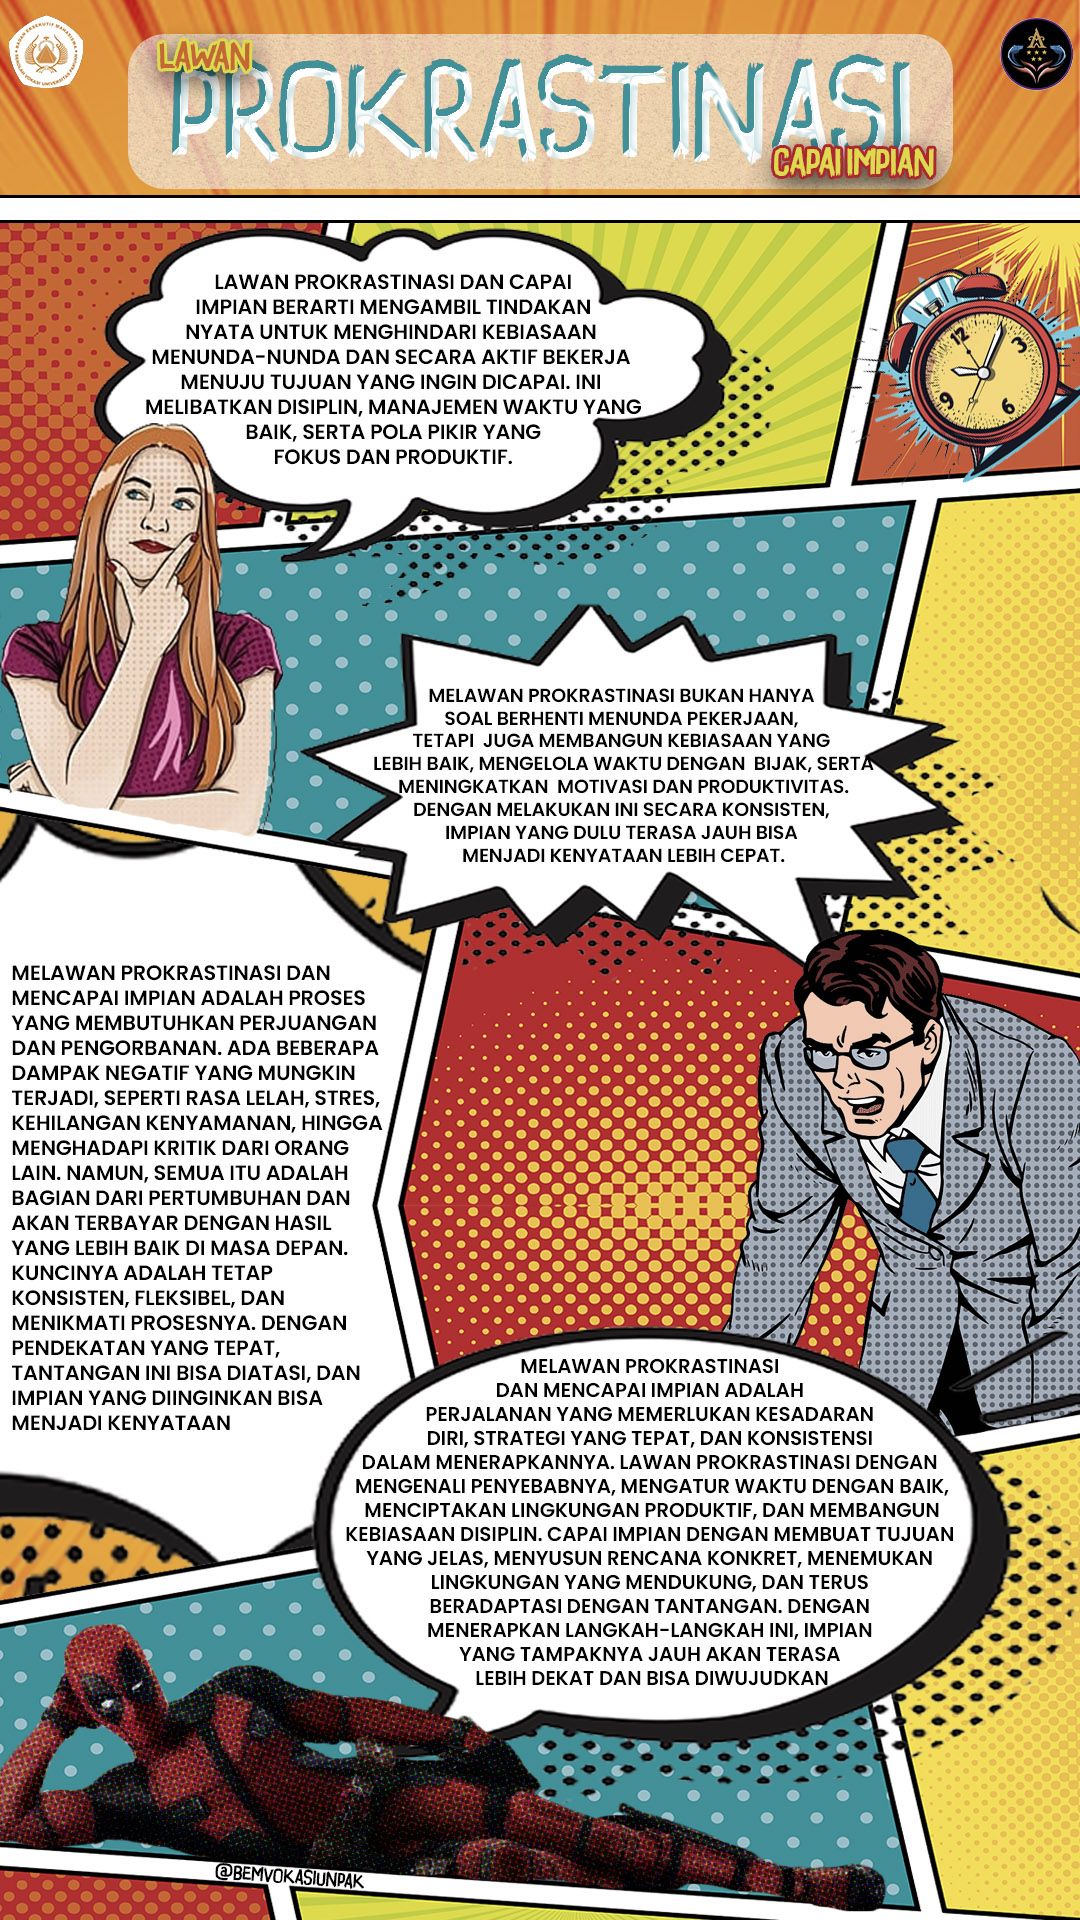 LAWAN
PROKRASTINASI
CAPAI IMPIAN
LAWAN PROKRASTINASI DAN CAPAI
IMPIAN BERARTI MENGAMBIL TINDAKAN
NYATA UNTUK MENGHINDARI KEBIASAAN
MENUNDA-NUNDA DAN SECARA AKTIF BEKERJA
MENUJU TUJUAN YANG INGIN DICAPAI. INI
MELIBATKAN DISIPLIN, MANAJEMEN WAKTU YANG
BAIK, SERTA POLA PIKIR YANG
FOKUS DAN PRODUKTIF.
12
3
6
9
MELAWAN PROKRASTINASI BUKAN HANYA
SOAL BERHENTI MENUNDA PEKERJAAN,
TETAPI JUGA MEMBANGUN KEBIASAAN YANG
LEBIH BAIK, MENGELOLA WAKTU DENGAN BIJAK, SERTA
MENINGKATKAN MOTIVASI DAN PRODUKTIVITAS.
DENGAN MELAKUKAN INI SECARA KONSISTEN,
IMPIAN YANG DULU TERASA JAUH BISA
MENJADI KENYATAAN LEBIH CEPAT.
MELAWAN PROKRASTINASI DAN
MENCAPAI IMPIAN ADALAH PROSES
YANG MEMBUTUHKAN PERJUANGAN
DAN PENGORBANAN. ADA BEBERAPA
DAMPAK NEGATIF YANG MUNGKIN
TERJADI, SEPERTI RASA LELAH, STRES,
KEHILANGAN KENYAMANAN, HINGGA
MENGHADAPI KRITIK DARI ORANG
LAIN. NAMUN, SEMUA ITU ADALAH
BAGIAN DARI PERTUMBUHAN DAN
AKAN TERBAYAR DENGAN HASIL
YANG LEBIH BAIK DI MASA DEPAN.
KUNCINYA ADALAH TETAP
KONSISTEN, FLEKSIBEL, DAN
MENIKMATI PROSESNYA. DENGAN
PENDEKATAN YANG TEPAT,
TANTANGAN INI BISA DIATASI, DAN
IMPIAN YANG DIINGINKAN BISA
MENJADI KENYATAAN
MELAWAN PROKRASTINASI
DAN MENCAPAI IMPIAN ADALAH
PERJALANAN YANG MEMERLUKAN KESADARAN
DIRI, STRATEGI YANG TEPAT, DAN KONSISTENSI
DALAM MENERAPKANNYA. LAWAN PROKRASTINASI DENGAN
MENGENALI PENYEBABNYA, MENGATUR WAKTU DENGAN BAIK,
MENCIPTAKAN LINGKUNGAN PRODUKTIF, DAN MEMBANGUN
KEBIASAAN DISIPLIN. CAPAI IMPIAN DENGAN MEMBUAT TUJUAN
YANG JELAS, MENYUSUN RENCANA KONKRET, MENEMUKAN
LINGKUNGAN YANG MENDUKUNG, DAN TERUS
BERADAPTASI DENGAN TANTANGAN. DENGAN
MENERAPKAN LANGKAH-LANGKAH INI, IMPIAN
YANG TAMPAKNYA JAUH AKAN TERASA
LEBIH DEKAT DAN BISA DIWUJUDKAN
@BEMVOKASIUNPAK